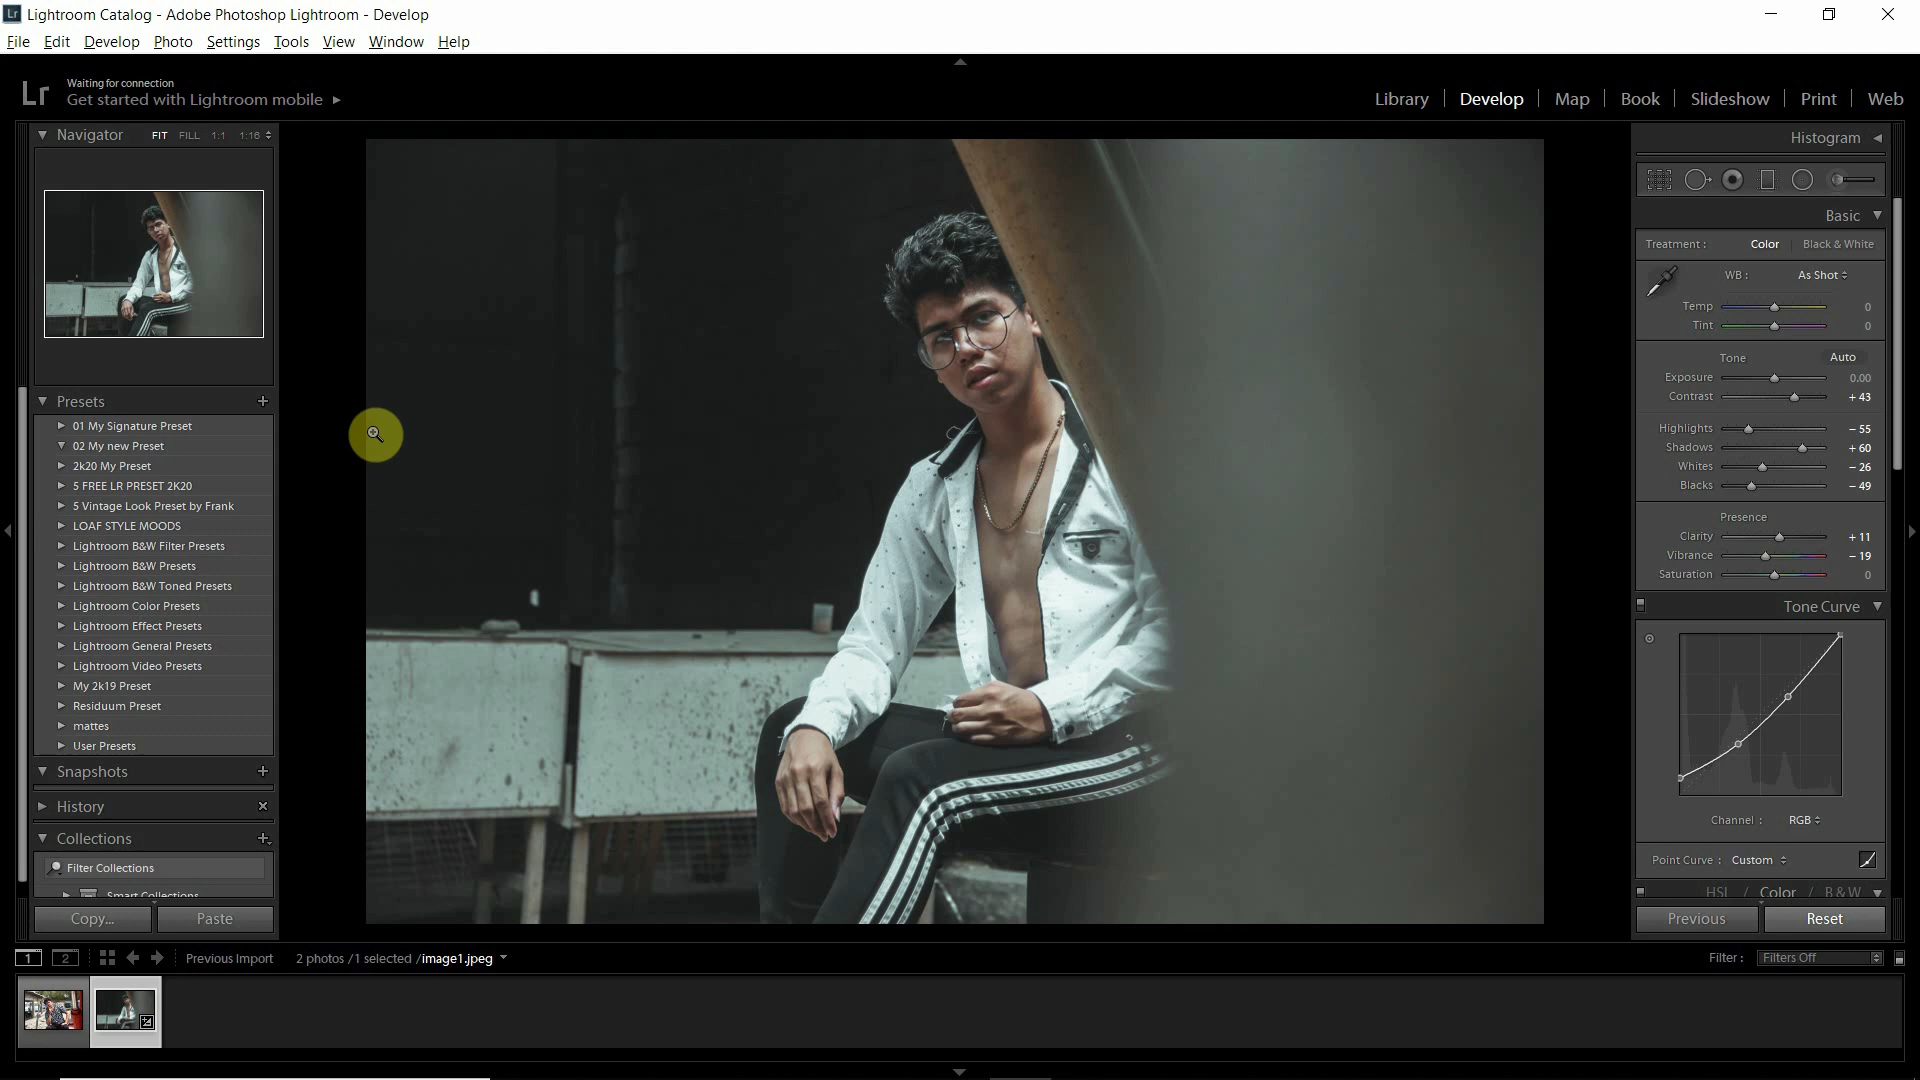 Lightroom Catalog - Adobe Photoshop Lightroom - Develop
File Edit Develop Photo Settings Tools View Window Help
Lr Waiting for connection
Get started with Lightroom mobile
Library Develop Map Book Slideshow Print Web
Navigator FIT FILL 1:1 1:16
Presets
01 My Signature Preset
02 My new Preset
2k20 My Preset
5 FREE LR PRESET 2K20
5 Vintage Look Preset by Frank
LOAF STYLE MOODS
Lightroom B&W Filter Presets
Lightroom B&W Presets
Lightroom B&W Toned Presets
Lightroom Color Presets
Lightroom Effect Presets
Lightroom General Presets
Lightroom Video Presets
My 2k19 Preset
Residuum Preset
mattes
User Presets
Snapshots
History
Collections
Filter Collections
Smart Collections
Copy... Paste
Histogram
Basic
Treatment : Color Black & White
WB : As Shot
Temp 0
Tint 0
Tone Auto
Exposure 0.00
Contrast + 43
Highlights − 55
Shadows + 60
Whites − 26
Blacks − 49
Presence
Clarity + 11
Vibrance − 19
Saturation 0
Tone Curve
Channel : RGB
Point Curve : Custom
HSL / Color / B & W
Previous Reset
1 2 Previous Import 2 photos /1 selected /image1.jpeg
Filter : Filters Off